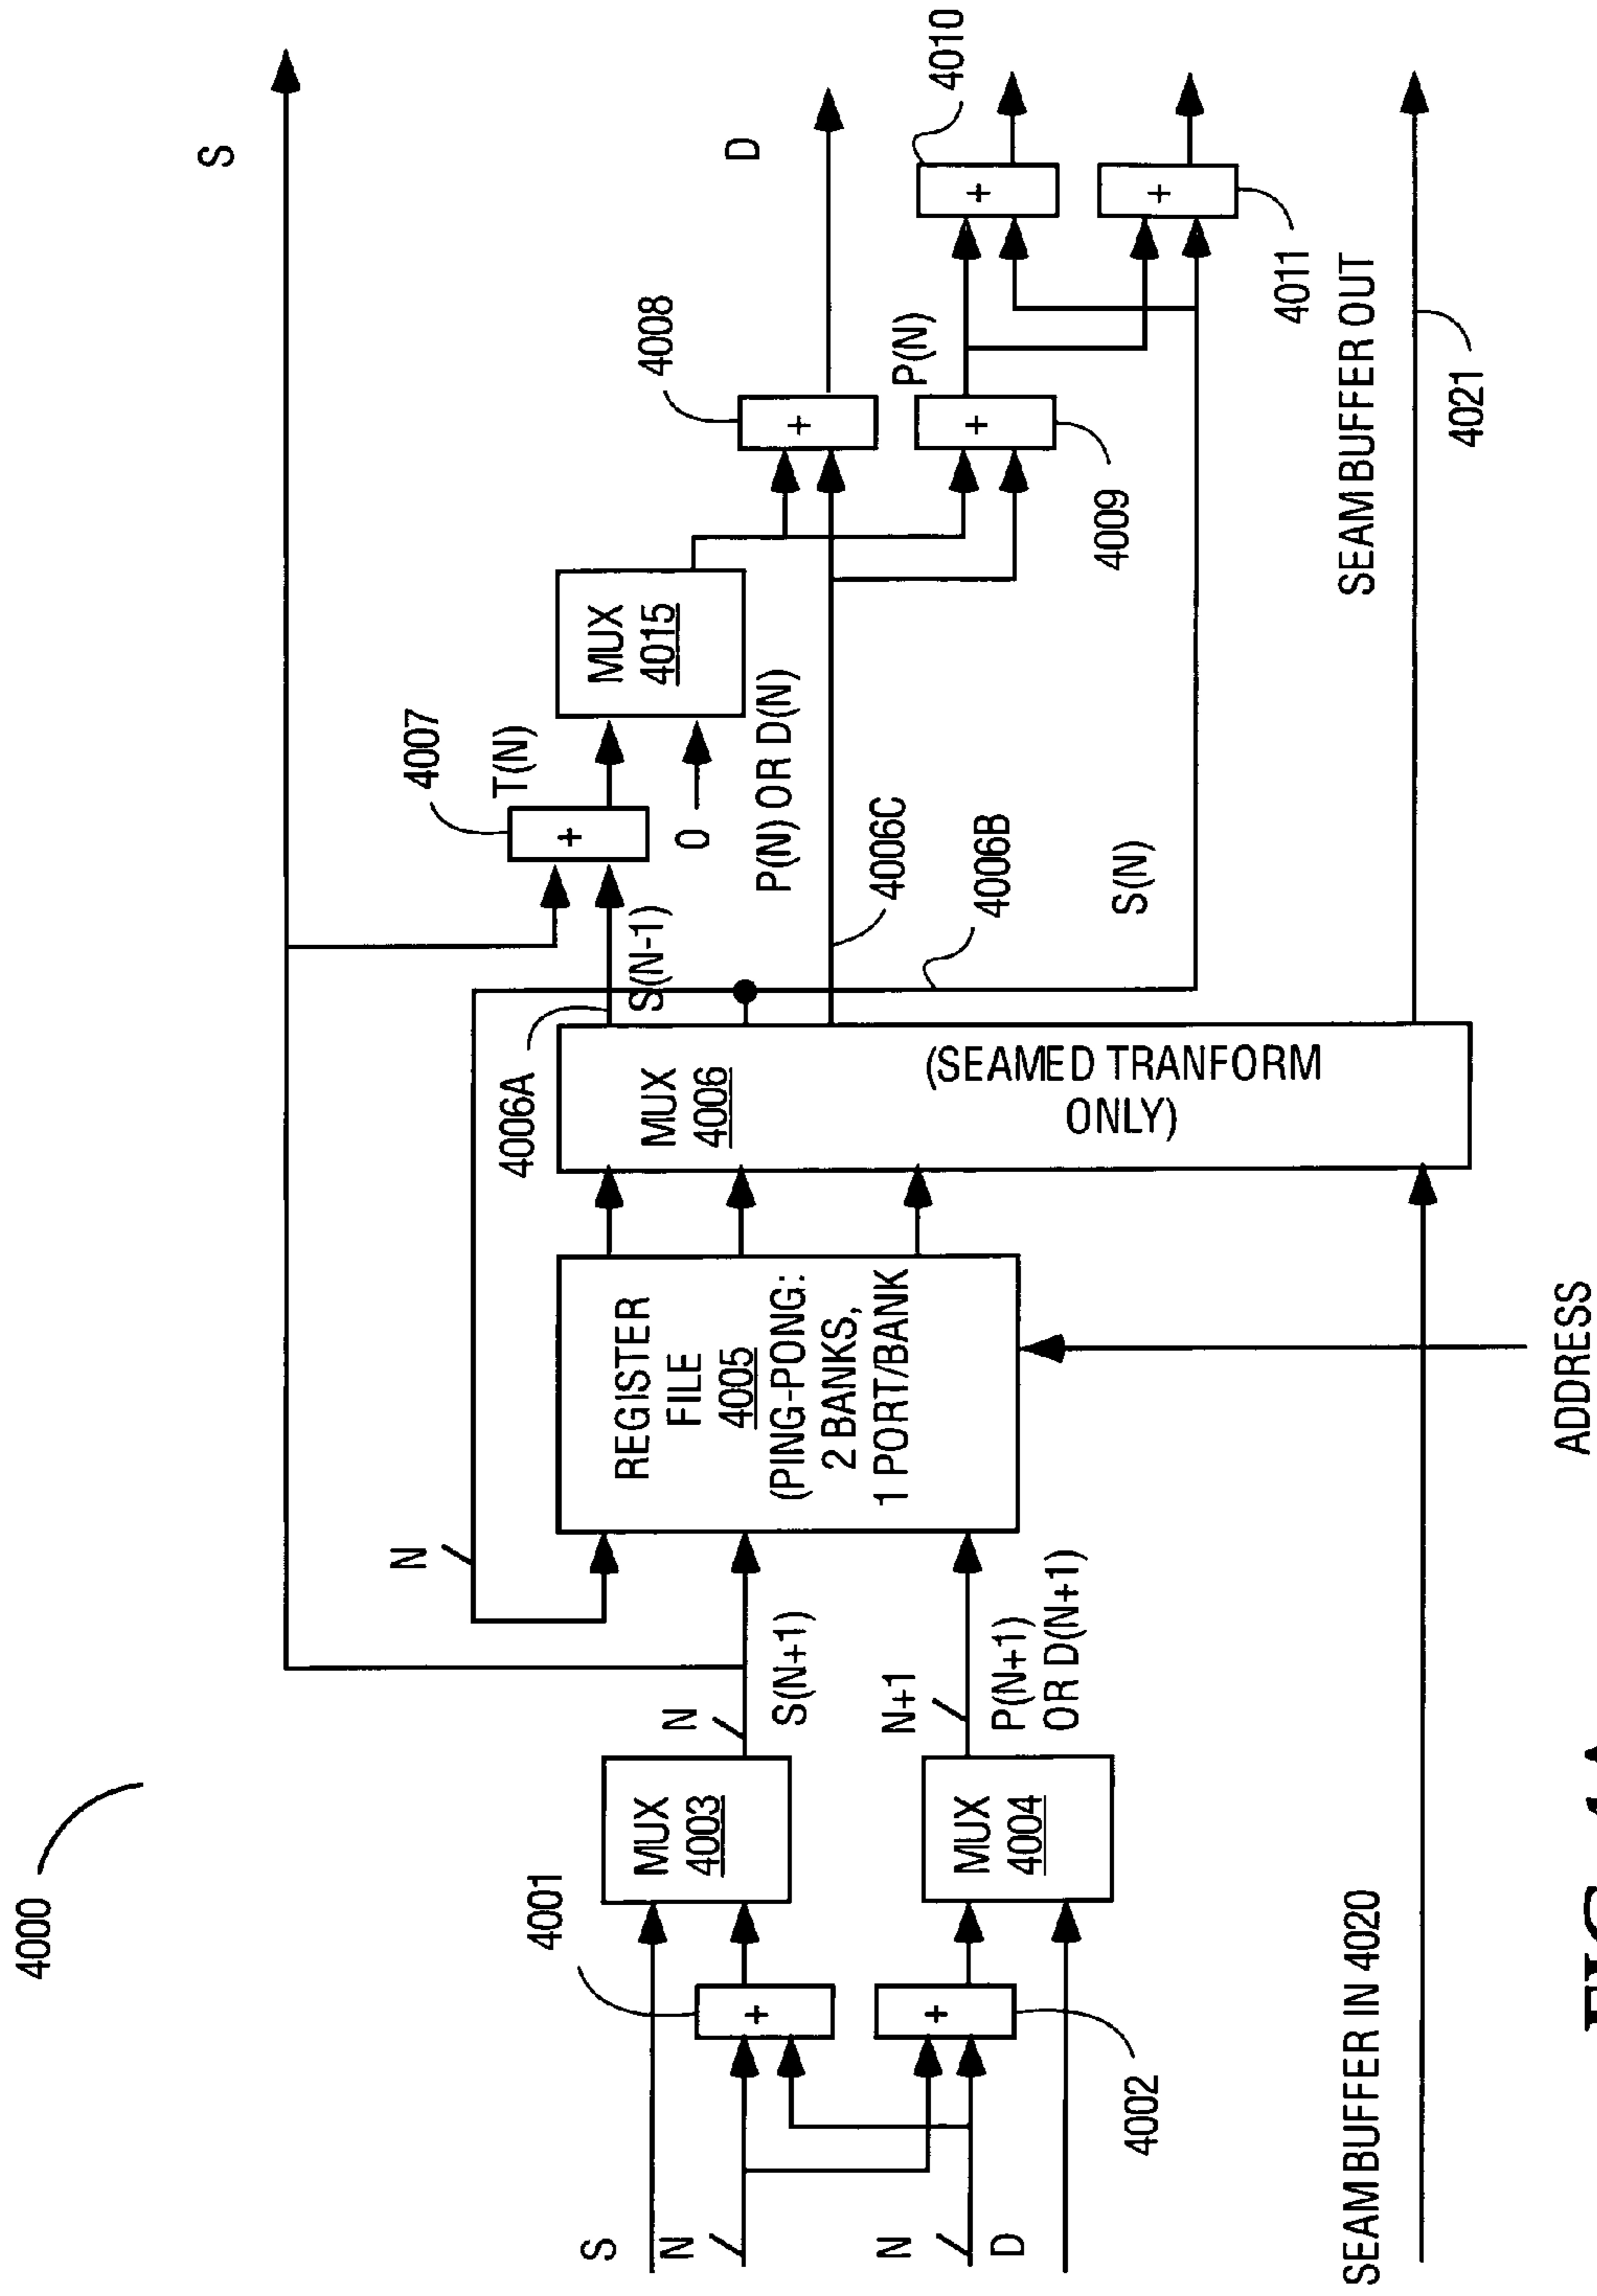 4000
S
N
N
D
SEAM BUFFER IN 4020
4001
4002
MUX
4003
MUX
4004
N
S(N+1)
N+1
P(N+1)
OR D(N+1)
N
REGISTER
FILE
4005
(PING-PONG:
2 BANKS,
1 PORT/BANK
ADDRESS
MUX
4006
(SEAMED TRANFORM
ONLY)
4006A
S(N-1)
4006B
4006C
S(N)
P(N) OR D(N)
4007
+
T(N)
0
MUX
4015
4008
+
+
4009
P(N)
+
4010
+
4011
+
+
S
D
SEAM BUFFER OUT
4021